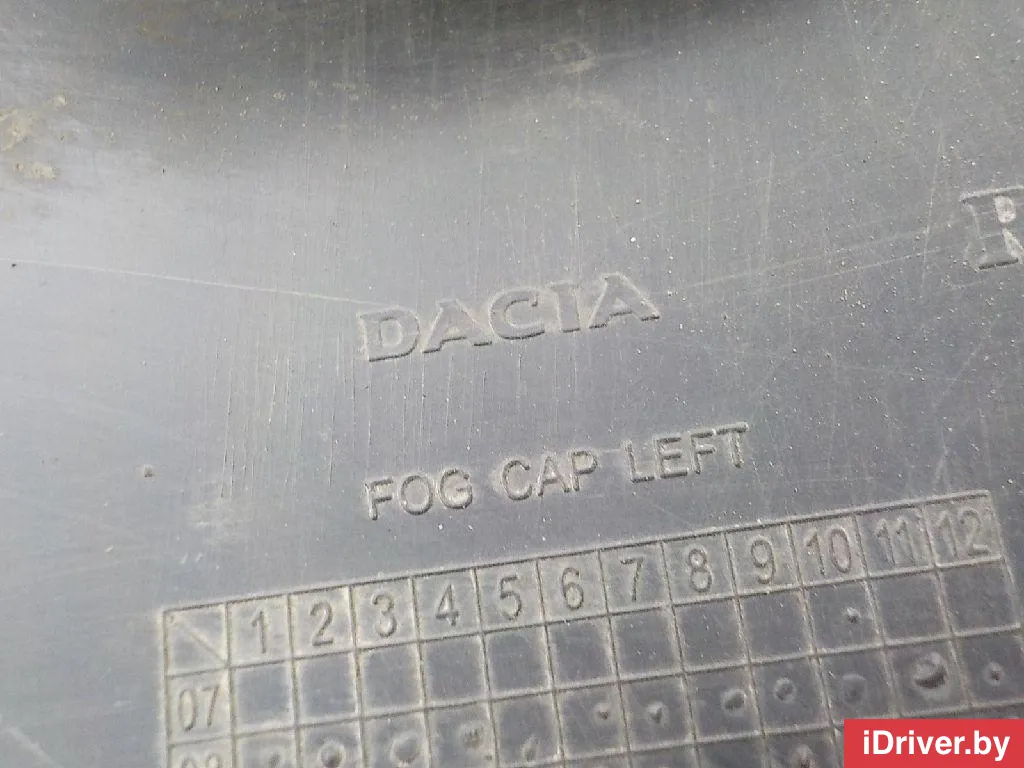 DACIA
FOG CAP LEFT
1 2 3 4 5 6 7 8 9 10 11 12
07
iDriver.by